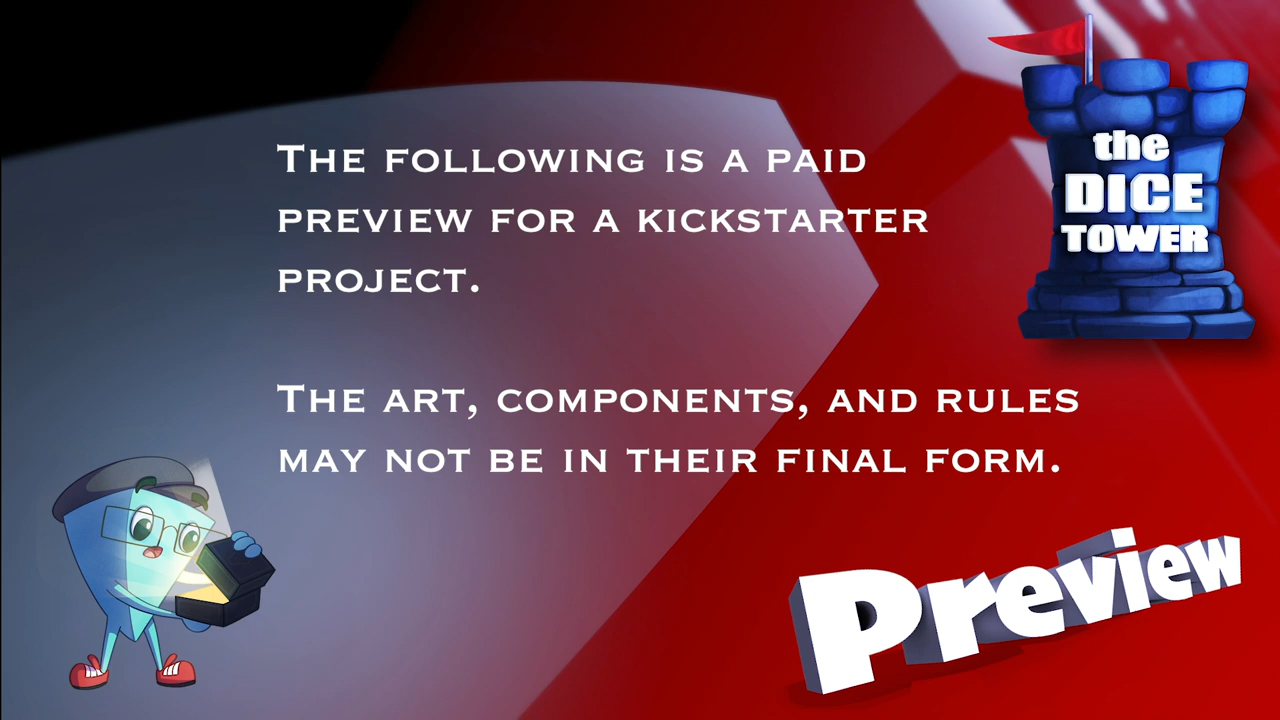 The following is a paid
preview for a kickstarter
project.
The art, components, and rules
may not be in their final form.
the
DICE
TOWER
Preview